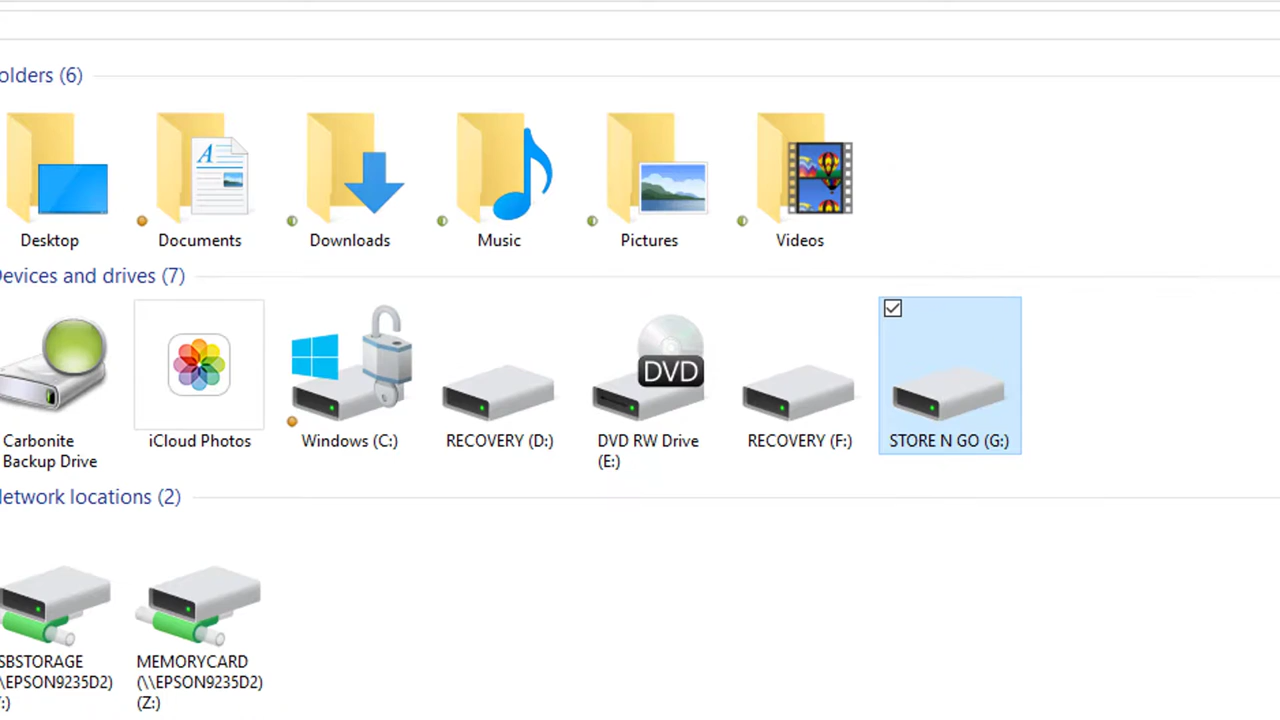 olders (6)
Desktop
Documents
Downloads
Music
Pictures
Videos
evices and drives (7)
Carbonite
Backup Drive
iCloud Photos
Windows (C:)
RECOVERY (D:)
DVD
DVD RW Drive
(E:)
RECOVERY (F:)
STORE N GO (G:)
etwork locations (2)
SBSTORAGE
\EPSON9235D2)
:)
MEMORYCARD
(\\EPSON9235D2)
(Z:)